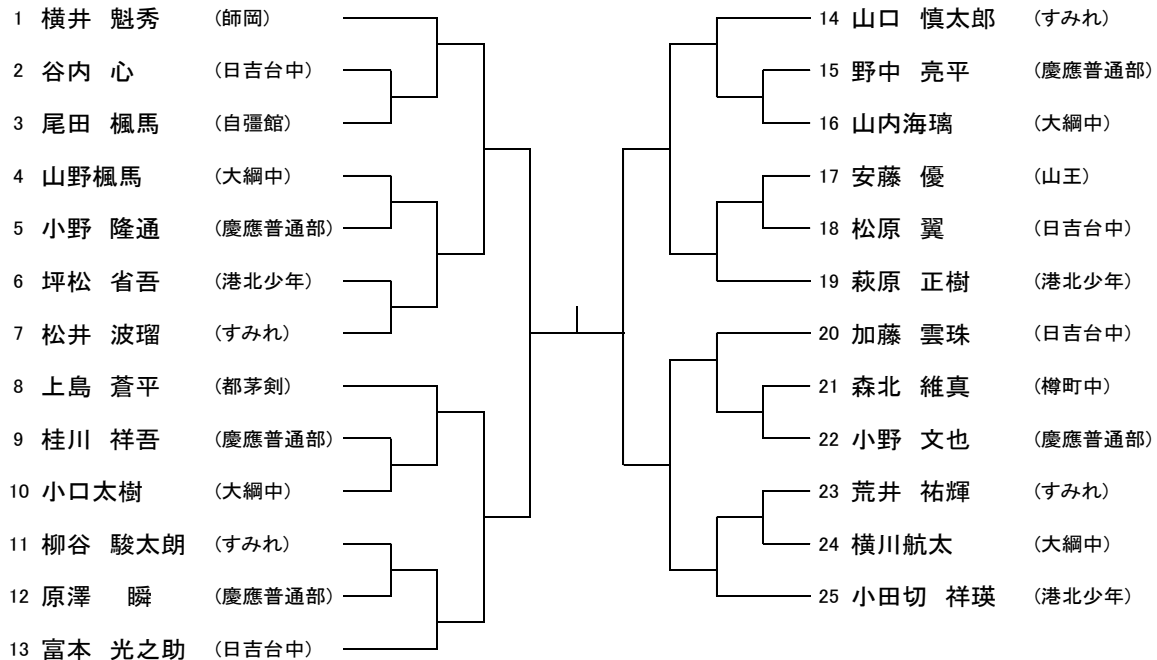 1 横井 魁秀 (師岡)
2 谷内 心 (日吉台中)
3 尾田 楓馬 (自彊館)
4 山野楓馬 (大綱中)
5 小野 隆通 (慶應普通部)
6 坪松 省吾 (港北少年)
7 松井 波瑠 (すみれ)
8 上島 蒼平 (都茅剣)
9 桂川 祥吾 (慶應普通部)
10 小口太樹 (大綱中)
11 柳谷 駿太朗 (すみれ)
12 原澤 瞬 (慶應普通部)
13 富本 光之助 (日吉台中)
14 山口 慎太郎 (すみれ)
15 野中 亮平 (慶應普通部)
16 山内海璃 (大綱中)
17 安藤 優 (山王)
18 松原 翼 (日吉台中)
19 萩原 正樹 (港北少年)
20 加藤 雲珠 (日吉台中)
21 森北 維真 (樽町中)
22 小野 文也 (慶應普通部)
23 荒井 祐輝 (すみれ)
24 横川航太 (大綱中)
25 小田切 祥瑛 (港北少年)